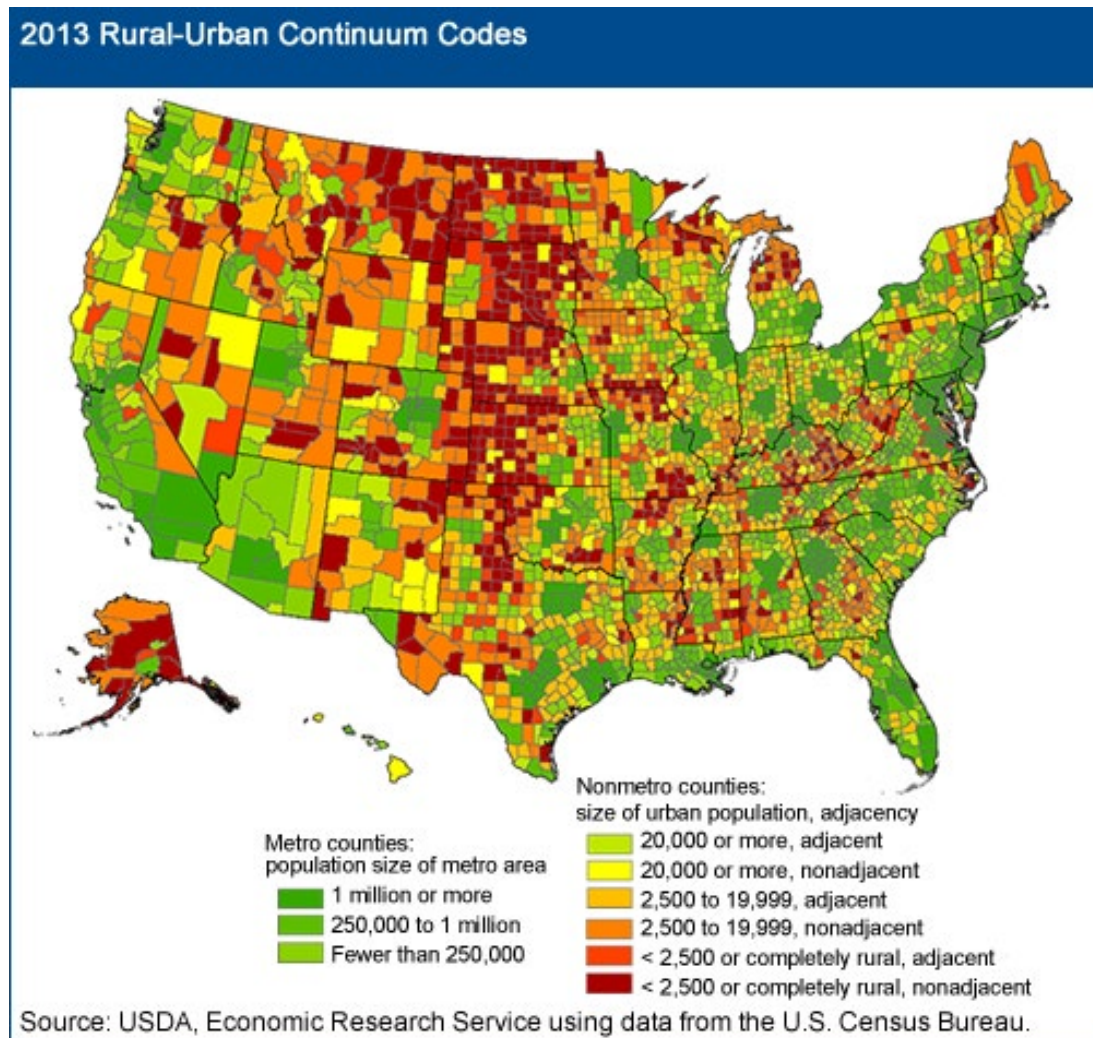 2013 Rural-Urban Continuum Codes
Metro counties:
population size of metro area
1 million or more
250,000 to 1 million
Fewer than 250,000
Nonmetro counties:
size of urban population, adjacency
20,000 or more, adjacent
20,000 or more, nonadjacent
2,500 to 19,999, adjacent
2,500 to 19,999, nonadjacent
< 2,500 or completely rural, adjacent
< 2,500 or completely rural, nonadjacent
Source: USDA, Economic Research Service using data from the U.S. Census Bureau.